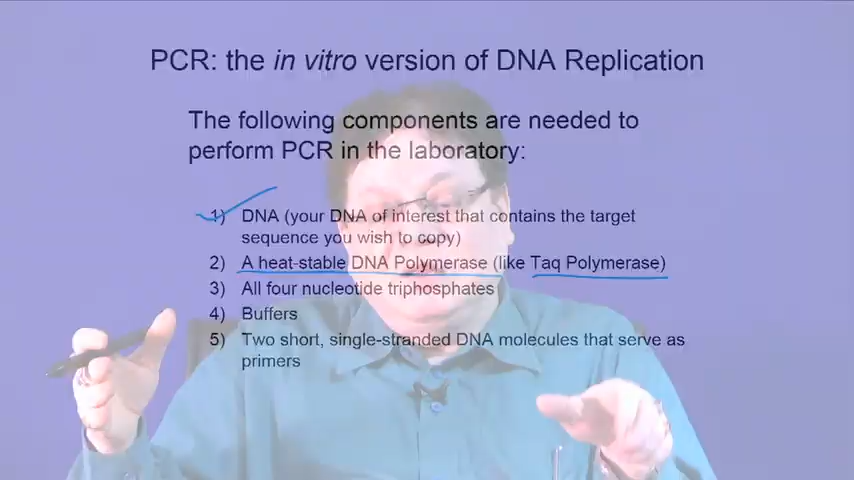 PCR: the in vitro version of DNA Replication
The following components are needed to
perform PCR in the laboratory:
1) DNA (your DNA of interest that contains the target
sequence you wish to copy)
2) A heat-stable DNA Polymerase (like Taq Polymerase)
3) All four nucleotide triphosphates
4) Buffers
5) Two short, single-stranded DNA molecules that serve as
primers